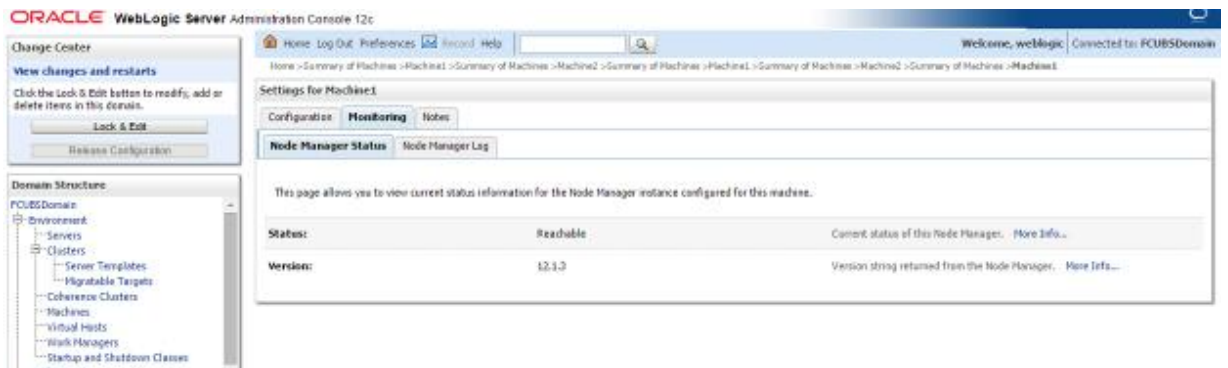 ORACLE WebLogic Server Administration Console 12c
Change Center
View changes and restarts
Click the Lock & Edit button to modify, add or
delete items in this domain.
Lock & Edit
Release Configuration
Domain Structure
FCUBSDomain
Environment
Servers
Clusters
Server Templates
Migratable Targets
Coherence Clusters
Machines
Virtual Hosts
Work Managers
Startup and Shutdown Classes
Home Log Out Preferences Record Help
Welcome, weblogic Connected to: FCUBSDomain
Home >Summary of Machines >Machine1 >Summary of Machines >Machine2 >Summary of Machines >Machine1 >Summary of Machines >Machine2 >Summary of Machines >Machine1
Settings for Machine1
Configuration Monitoring Notes
Node Manager Status Node Manager Log
This page allows you to view current status information for the Node Manager instance configured for this machine.
Status: Reachable Current status of this Node Manager. More Info...
Version: 12.1.3 Version string returned from the Node Manager. More Info...